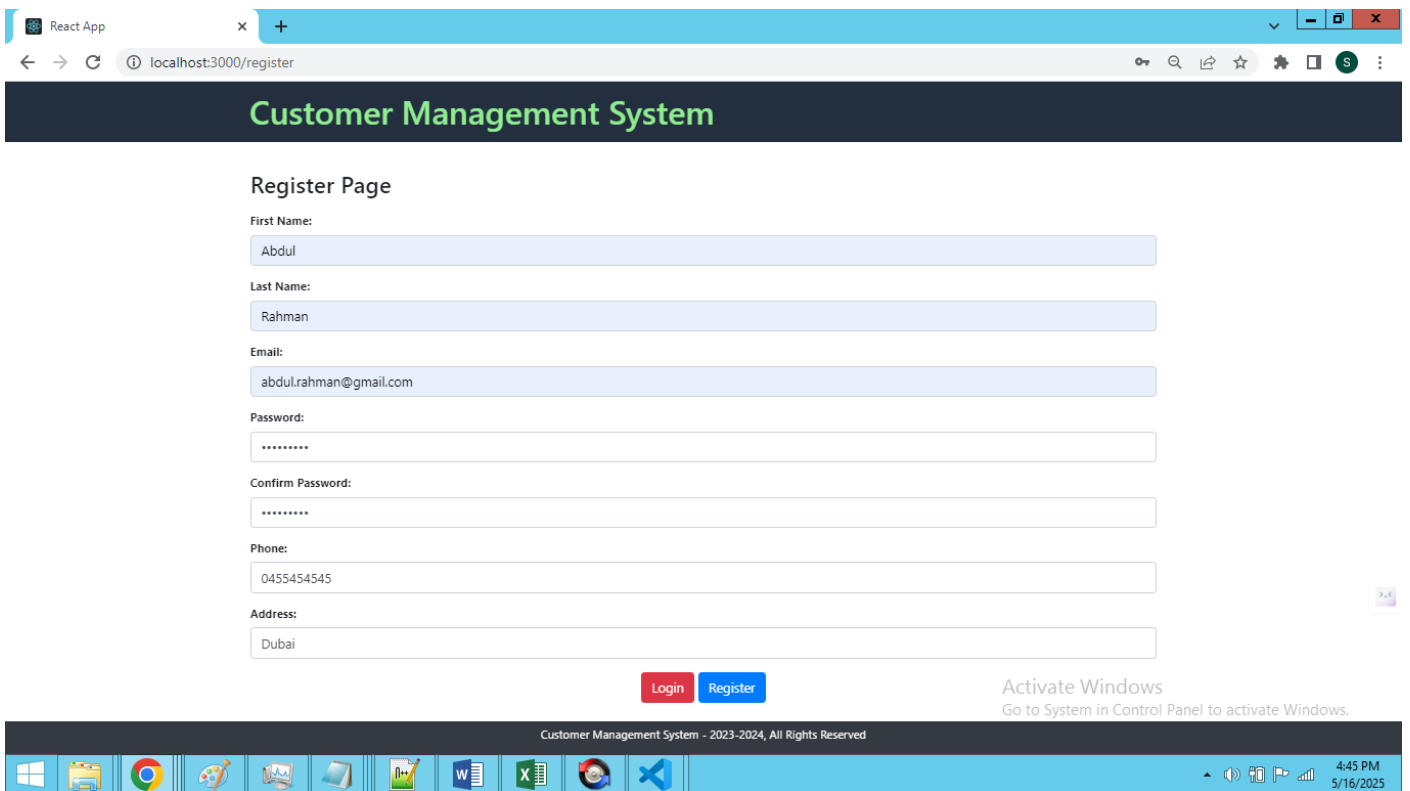 React App
localhost:3000/register
S
Customer Management System
Register Page
First Name:
Abdul
Last Name:
Rahman
Email:
abdul.rahman@gmail.com
Password:
•••••••••
Confirm Password:
•••••••••
Phone:
0455454545
Address:
Dubai
Login Register
Activate Windows
Go to System in Control Panel to activate Windows.
Customer Management System - 2023-2024, All Rights Reserved
4:45 PM
5/16/2025